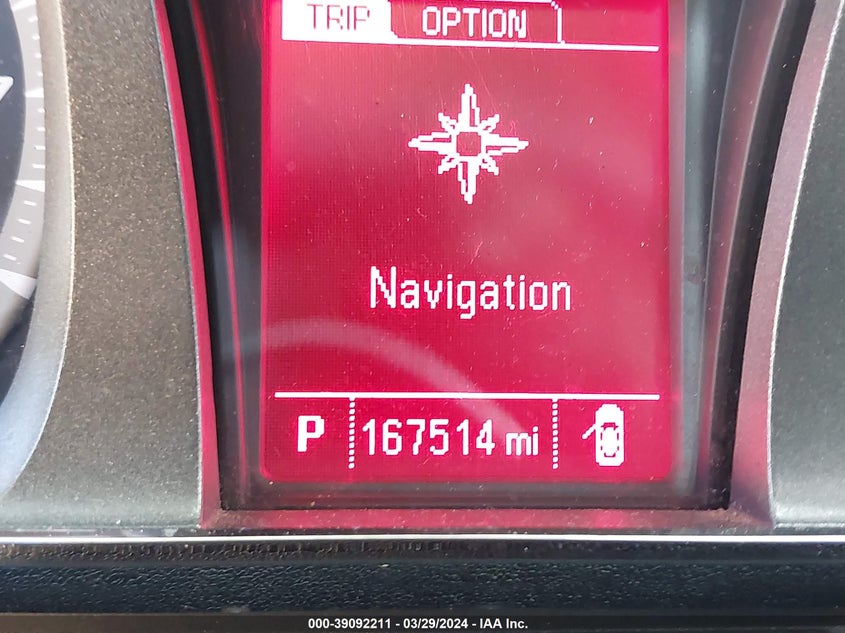 TRIP OPTION
Navigation
P 167514 mi
000-39092211 - 03/29/2024 - IAA Inc.